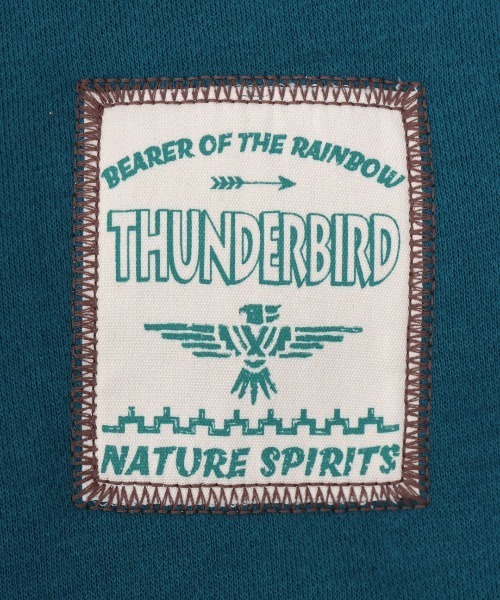 BEARER OF THE RAINBOW
THUNDERBIRD
NATURE SPIRITS